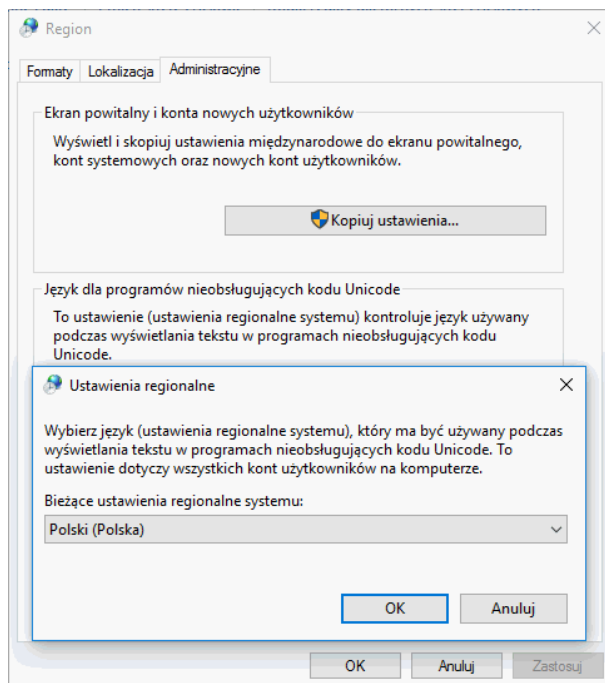 Region
Formaty Lokalizacja Administracyjne
Ekran powitalny i konta nowych użytkowników
Wyświetl i skopiuj ustawienia międzynarodowe do ekranu powitalnego,
kont systemowych oraz nowych kont użytkowników.
Kopiuj ustawienia...
Język dla programów nieobsługujących kodu Unicode
To ustawienie (ustawienia regionalne systemu) kontroluje język używany
podczas wyświetlania tekstu w programach nieobsługujących kodu
Unicode.
Ustawienia regionalne
Wybierz język (ustawienia regionalne systemu), który ma być używany podczas
wyświetlania tekstu w programach nieobsługujących kodu Unicode. To
ustawienie dotyczy wszystkich kont użytkowników na komputerze.
Bieżące ustawienia regionalne systemu:
Polski (Polska)
OK Anuluj
OK Anuluj Zastosuj